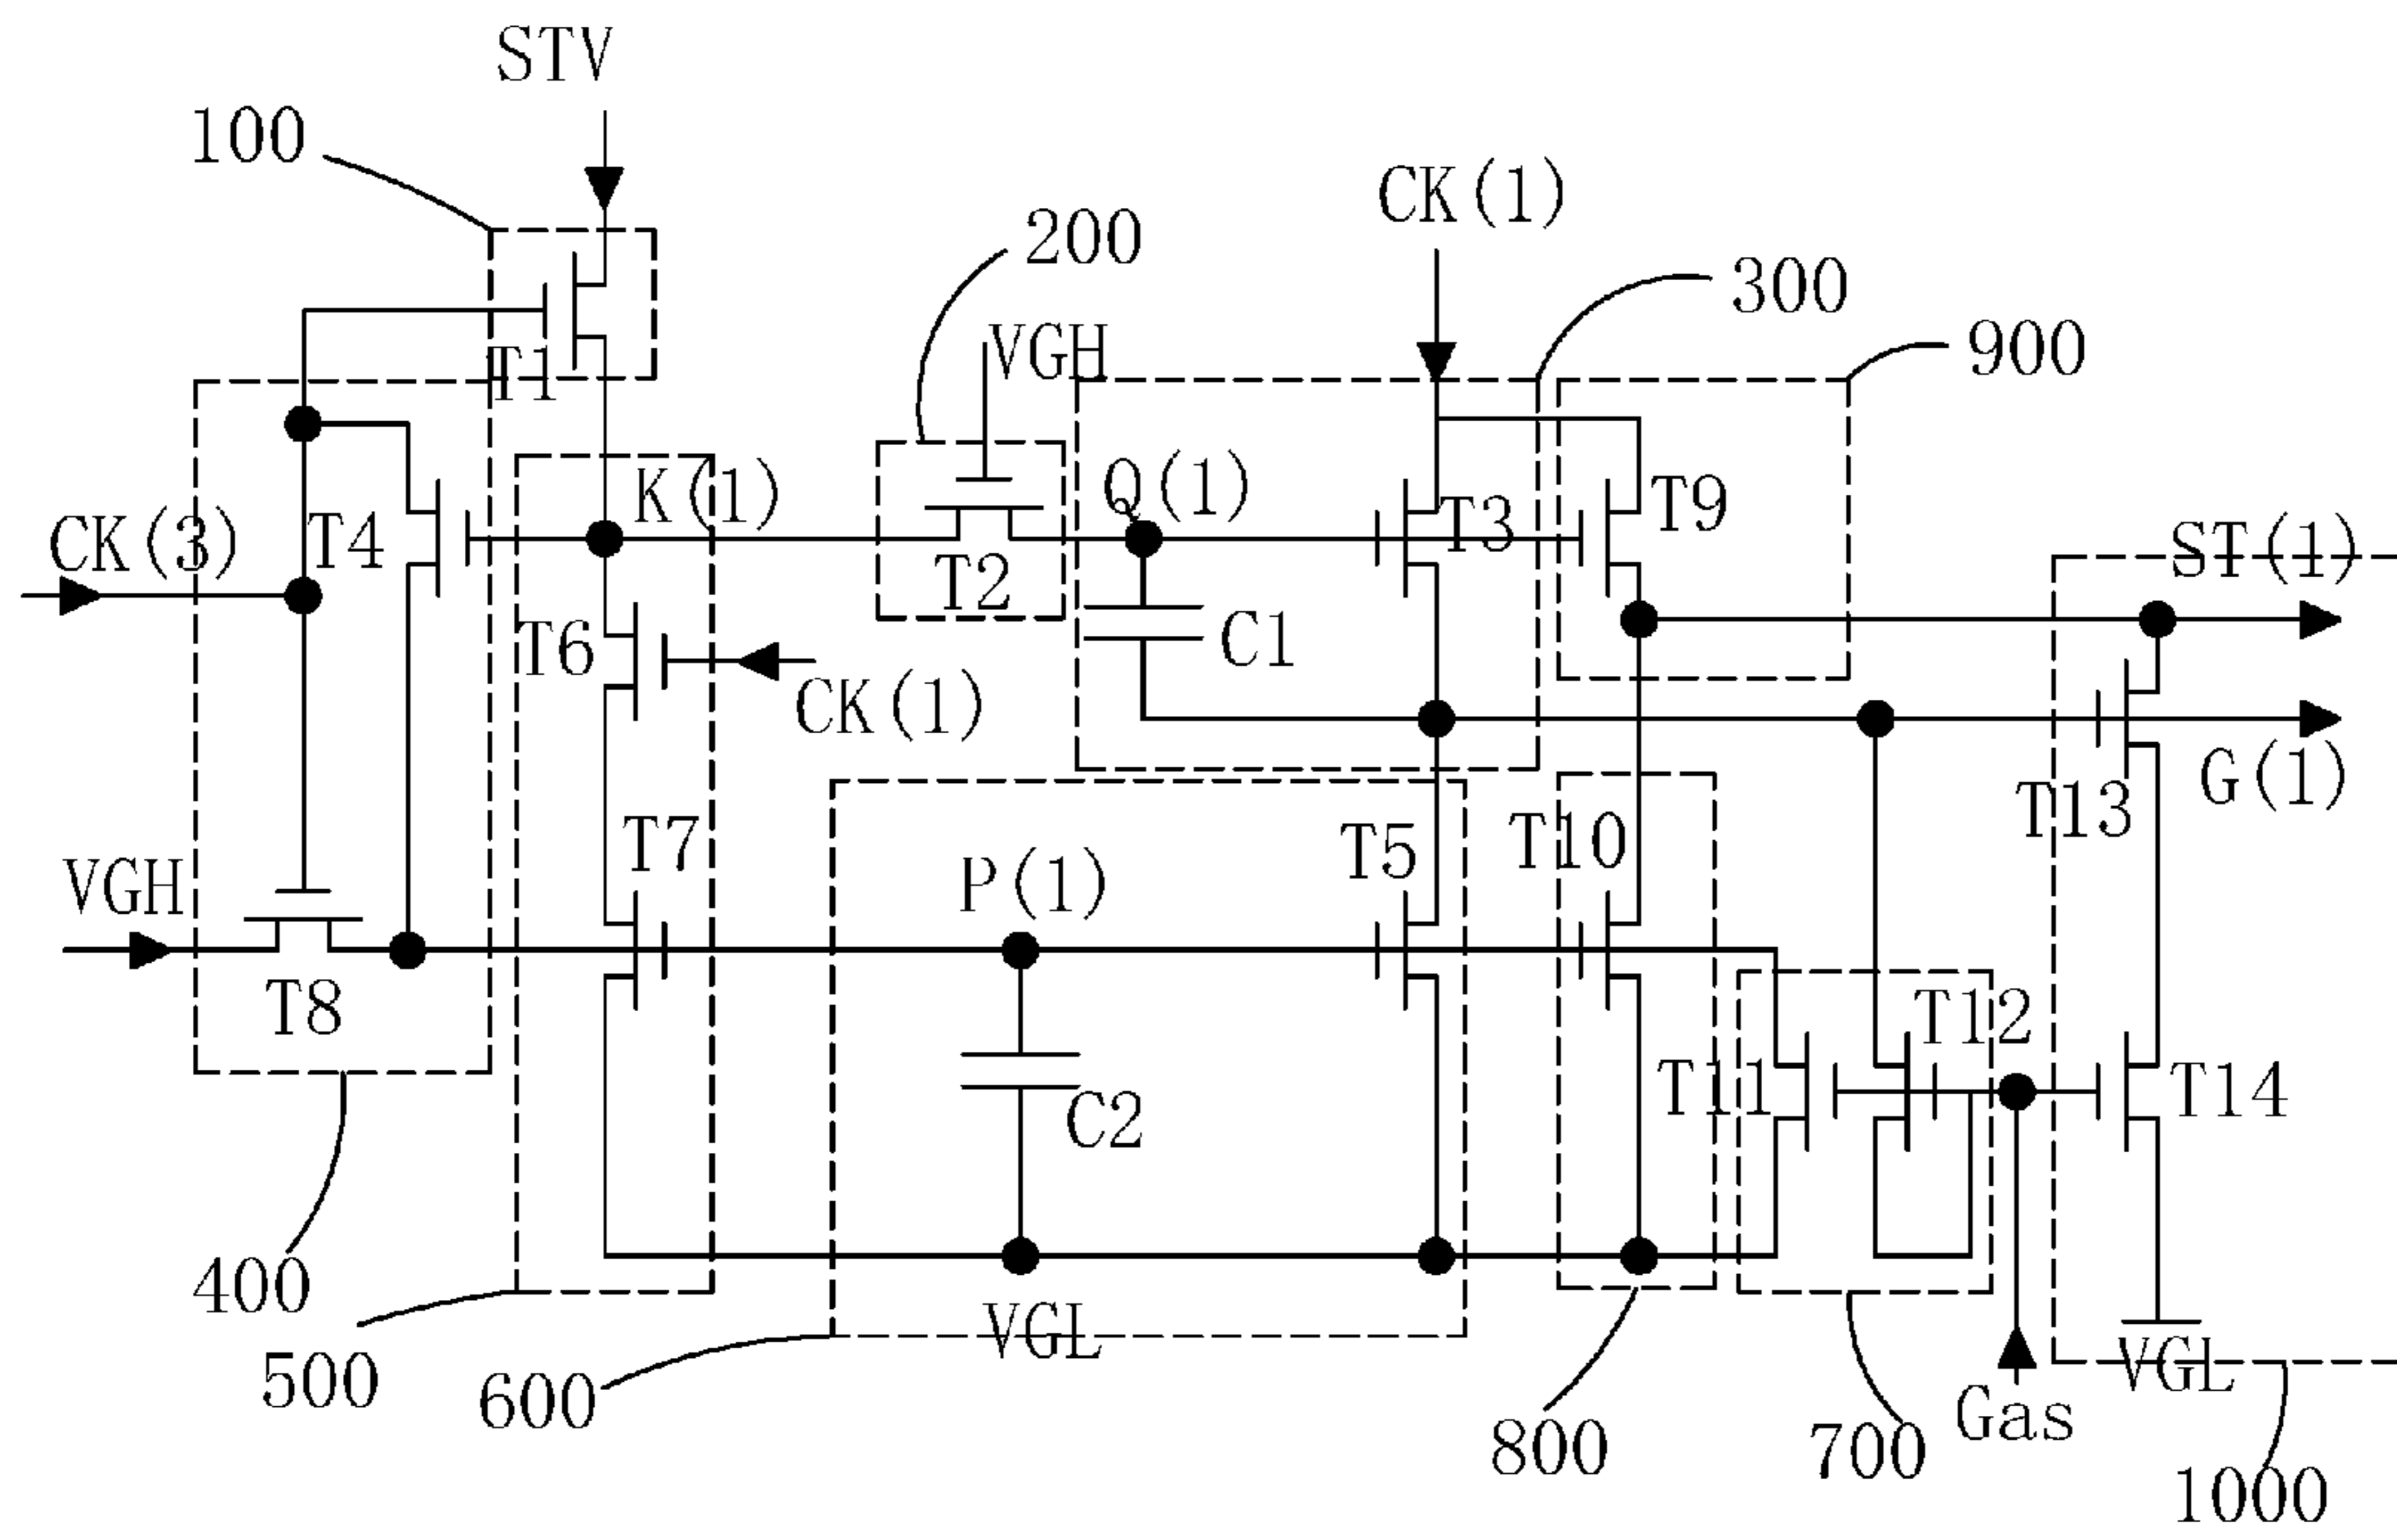 STV
100
CK(1)
200
300
VGH
900
T1
K(1)
Q(1)
T3
T9
CK(3)
T4
T2
ST(1)
T6
C1
CK(1)
G(1)
T13
T7
T5
T10
VGH
P(1)
T8
T12
T11
T14
C2
400
VGL
VGL
500
600
Gas
800
700
1000